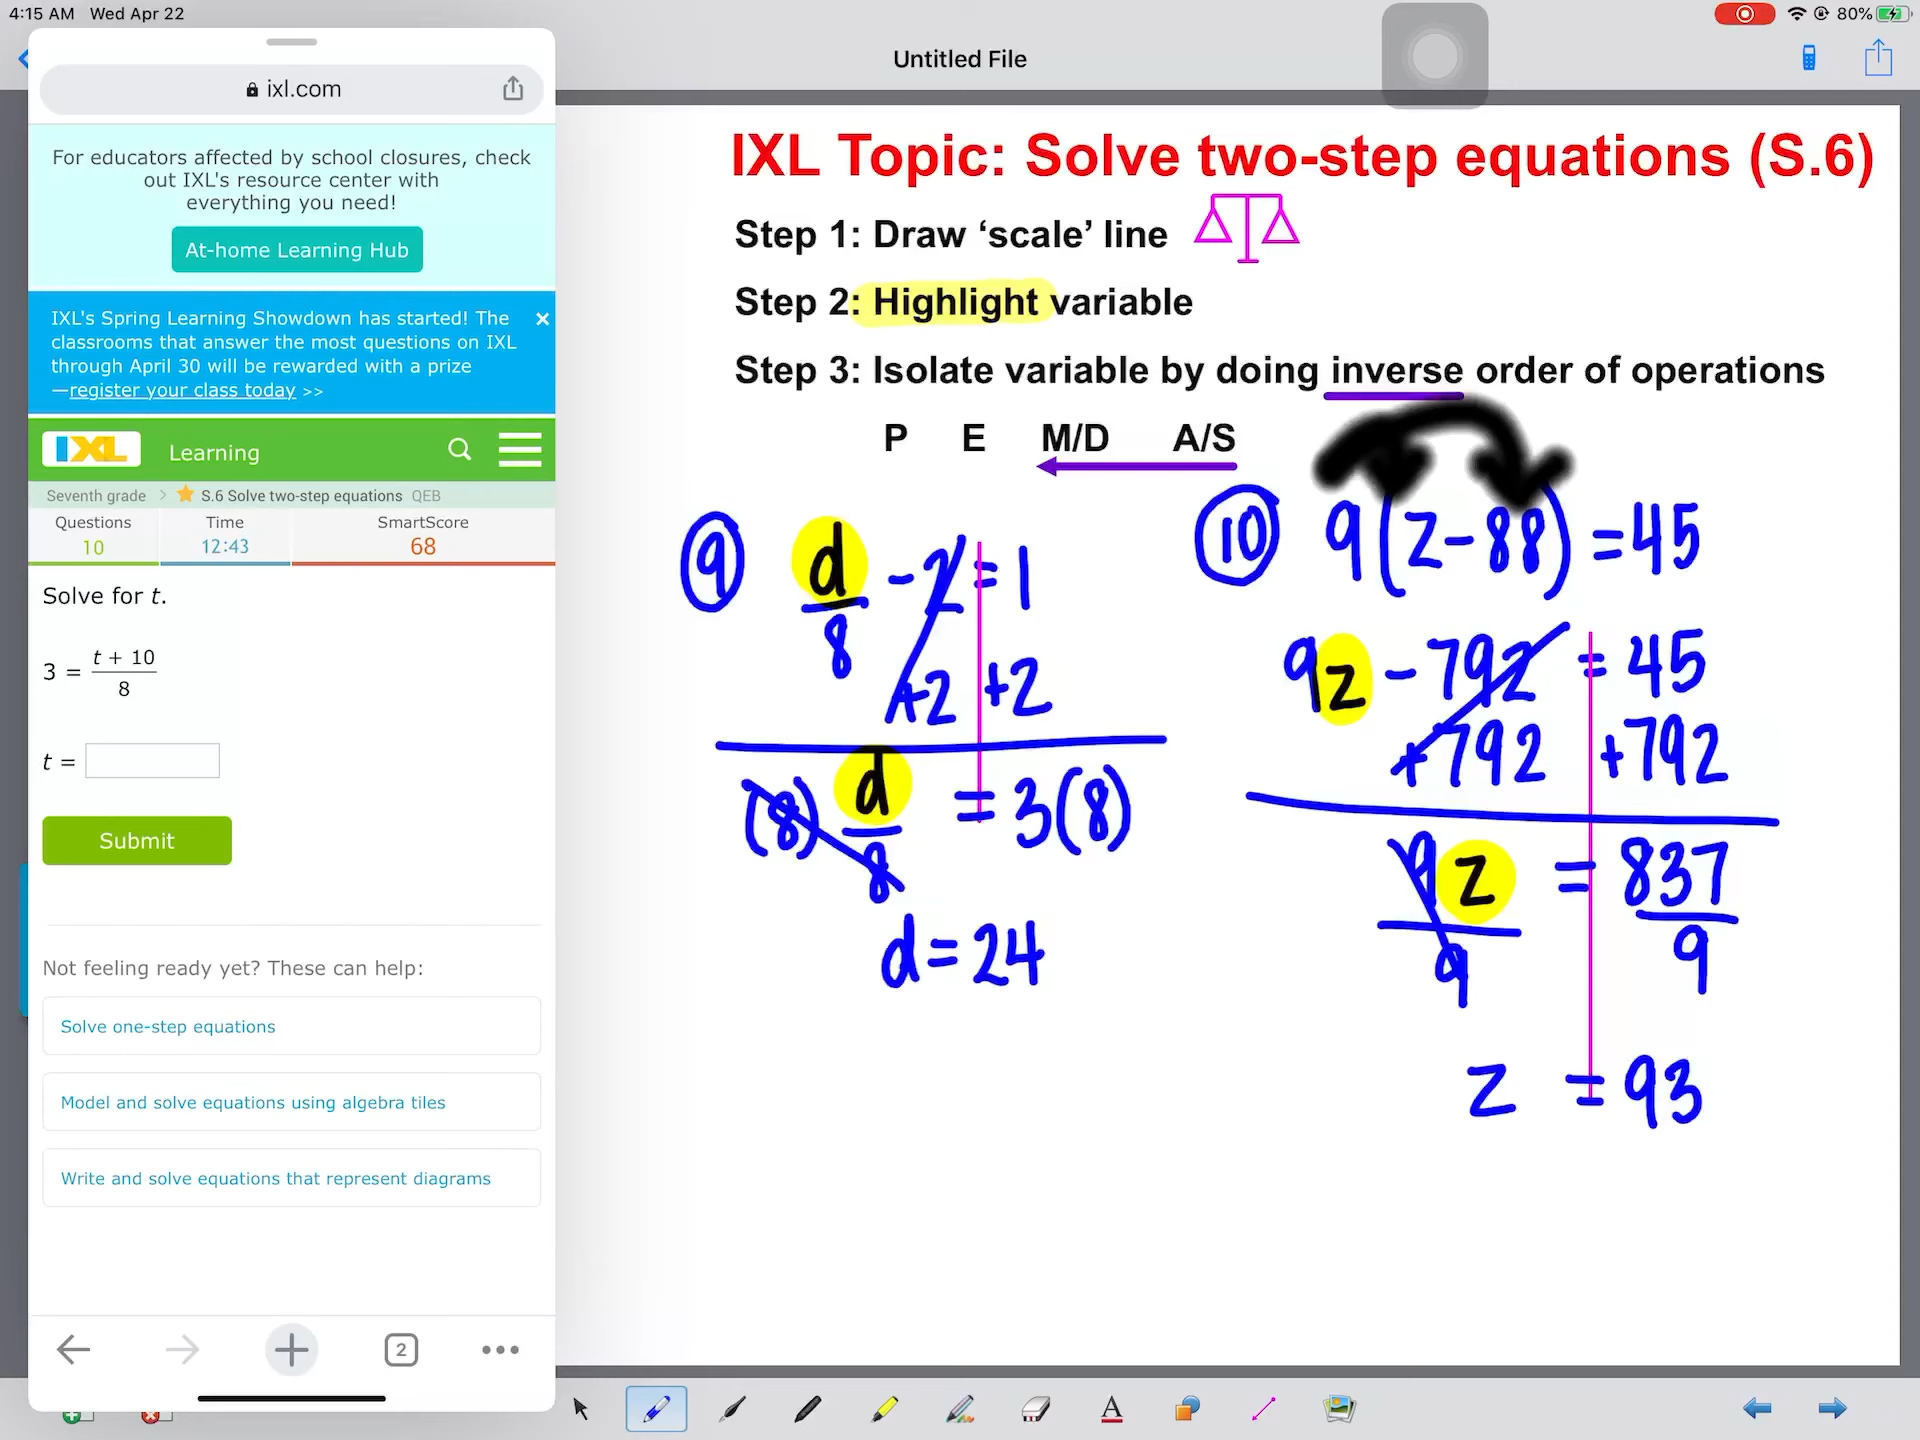 4:15 AM Wed Apr 22
80%
Untitled File
ixl.com
For educators affected by school closures, check
out IXL's resource center with
everything you need!
At-home Learning Hub
IXL's Spring Learning Showdown has started! The
classrooms that answer the most questions on IXL
through April 30 will be rewarded with a prize
—register your class today >>
IXL Learning
Seventh grade > S.6 Solve two-step equations QEB
Questions Time SmartScore
10 12:43 68
Solve for t.
3 = (t + 10)/8
t =
Submit
Not feeling ready yet? These can help:
Solve one-step equations
Model and solve equations using algebra tiles
Write and solve equations that represent diagrams
2
IXL Topic: Solve two-step equations (S.6)
Step 1: Draw ‘scale’ line
Step 2: Highlight variable
Step 3: Isolate variable by doing inverse order of operations
P E M/D A/S
9 d/8 - 2 = 1
+2 +2
(8) d/8 = 3(8)
d = 24
10 9(z - 88) = 45
9z - 792 = 45
+792 +792
9z/9 = 837/9
z = 93
A